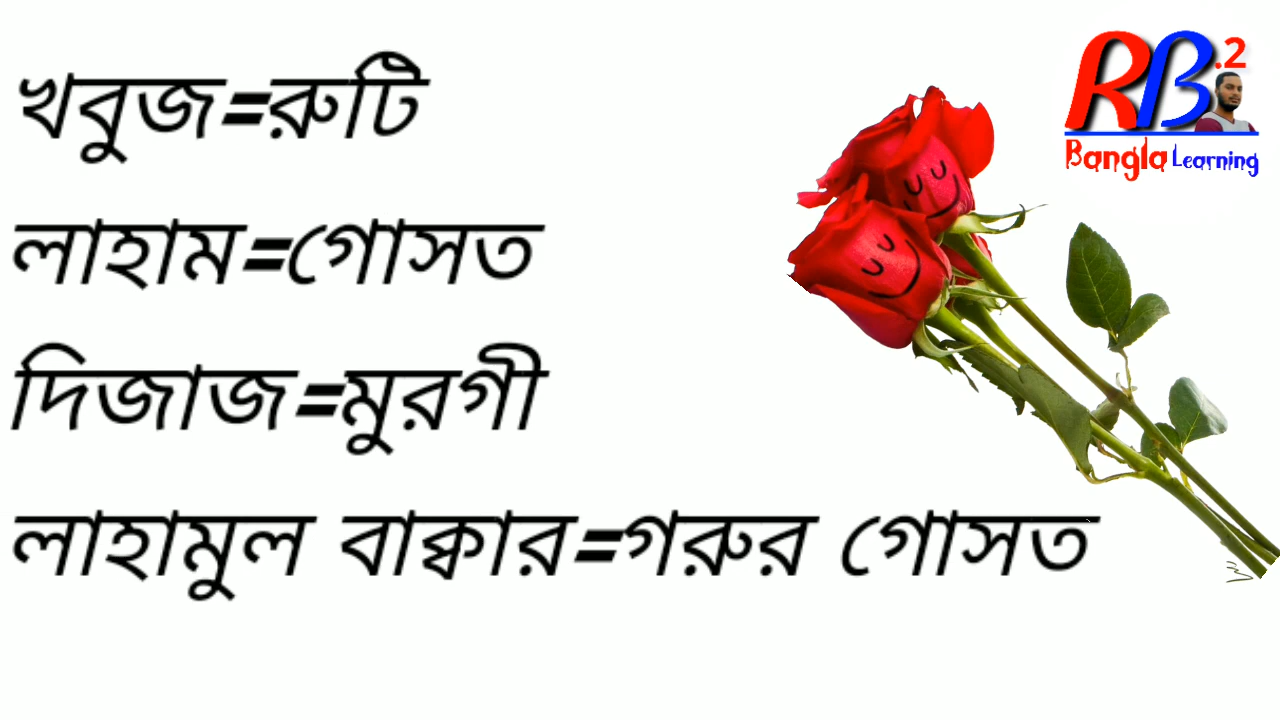 RB.2
Bangla Learning
খবুজ=রুটি
লাহাম=গোসত
দিজাজ=মুরগী
লাহামুল বাক্কার=গরুর গোসত